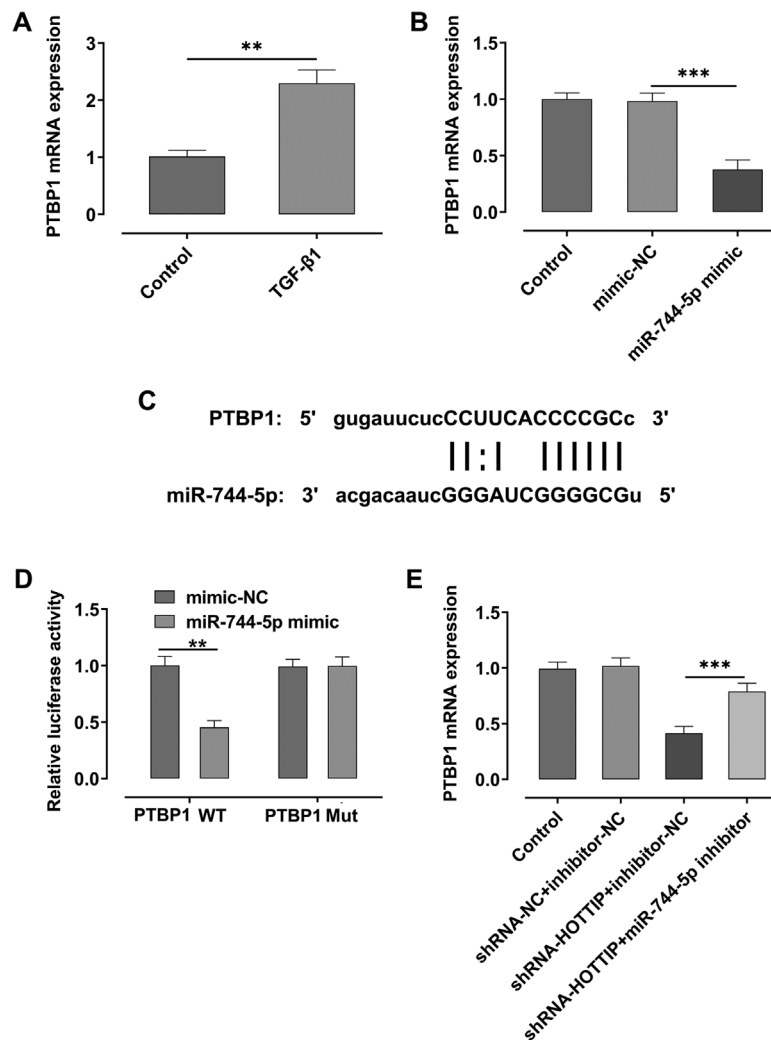 A
PTBP1 mRNA expression
3
2
1
0
**
Control
TGF-β1
B
PTBP1 mRNA expression
1.5
1.0
0.5
0.0
***
Control
mimic-NC
miR-744-5p mimic
C
PTBP1: 5' gugauucucCCUUCACCCCGCc 3'
miR-744-5p: 3' acgacaaucGGGAUCGGGGCGu 5'
D
Relative luciferase activity
1.5
1.0
0.5
0.0
mimic-NC
miR-744-5p mimic
**
PTBP1 WT
PTBP1 Mut
E
PTBP1 mRNA expression
1.5
1.0
0.5
0.0
***
Control
shRNA-NC+inhibitor-NC
shRNA-HOTTIP+inhibitor-NC
shRNA-HOTTIP+miR-744-5p inhibitor